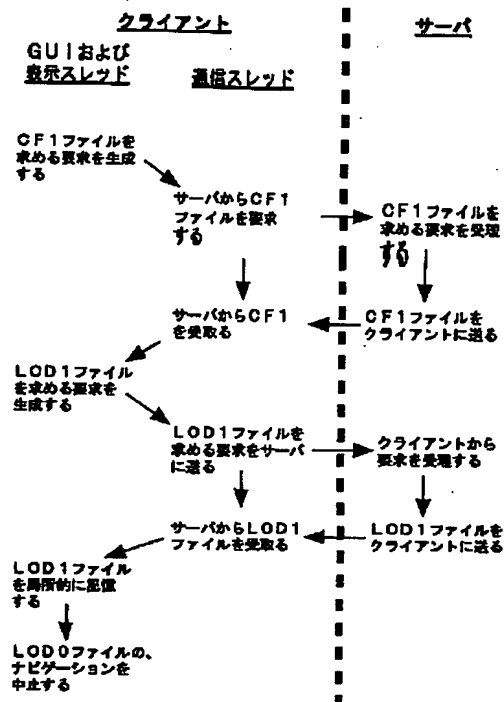 クライアント
サーバ
GUIおよび
表示スレッド
通信スレッド
CF1ファイルを
求める要求を生成
する
サーバからCF1
ファイルを要求
する
CF1ファイルを
求める要求を受理
する
サーバからCF1
を受取る
CF1ファイルを
クライアントに送る
LOD1ファイル
を求める要求を
生成する
LOD1ファイルを
求める要求をサーバ
に送る
クライアントから
要求を受理する
サーバからLOD1
ファイルを受取る
LOD1ファイルを
クライアントに送る
LOD1ファイル
を局所的に記憶
する
LOD0ファイルの、
ナビゲーションを
中止する